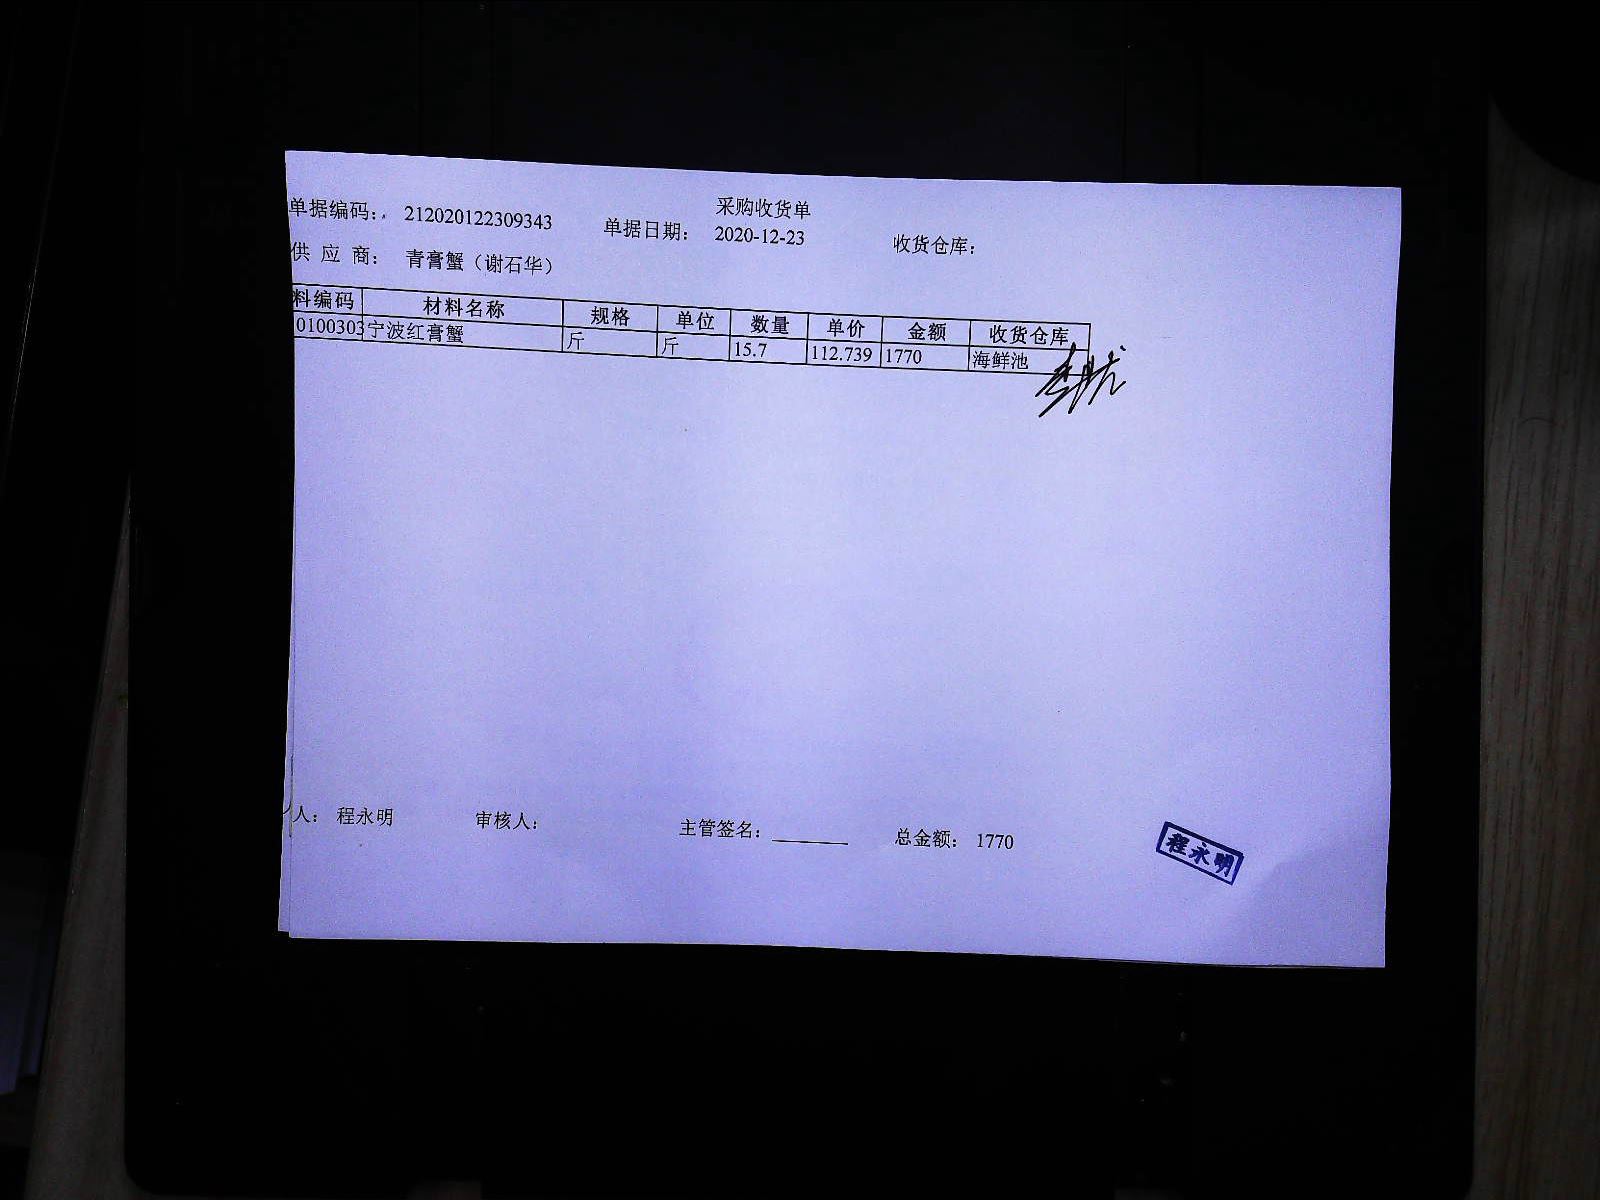 采购收货单
单据编码： 212020122309343 单据日期： 2020-12-23 收货仓库：
供 应 商： 青膏蟹（谢石华）
料编码 材料名称 规格 单位 数量 单价 金额 收货仓库
0100303 宁波红膏蟹 斤 斤 15.7 112.739 1770 海鲜池
人： 程永明 审核人： 主管签名： 总金额： 1770
程永明